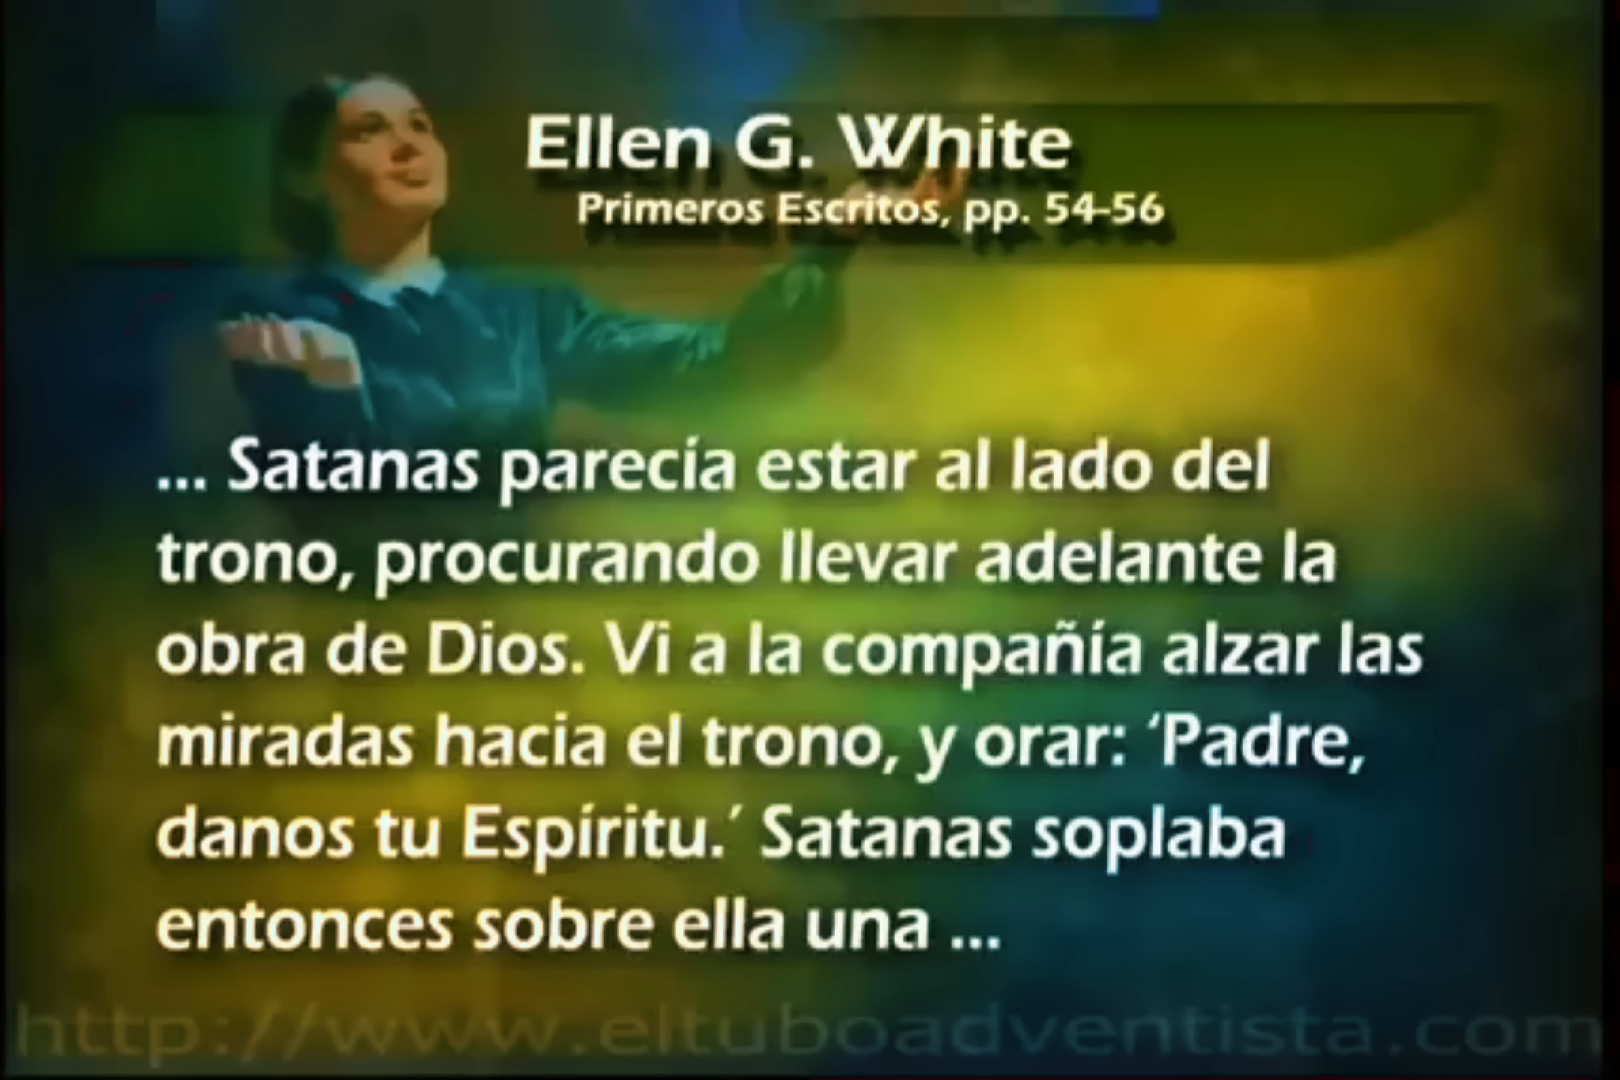 Ellen G. White
Primeros Escritos, pp. 54-56
... Satanas parecía estar al lado del
trono, procurando llevar adelante la
obra de Dios. Vi a la compañía alzar las
miradas hacia el trono, y orar: ‘Padre,
danos tu Espíritu.’ Satanas soplaba
entonces sobre ella una ...
http://www.eltuboadventista.com